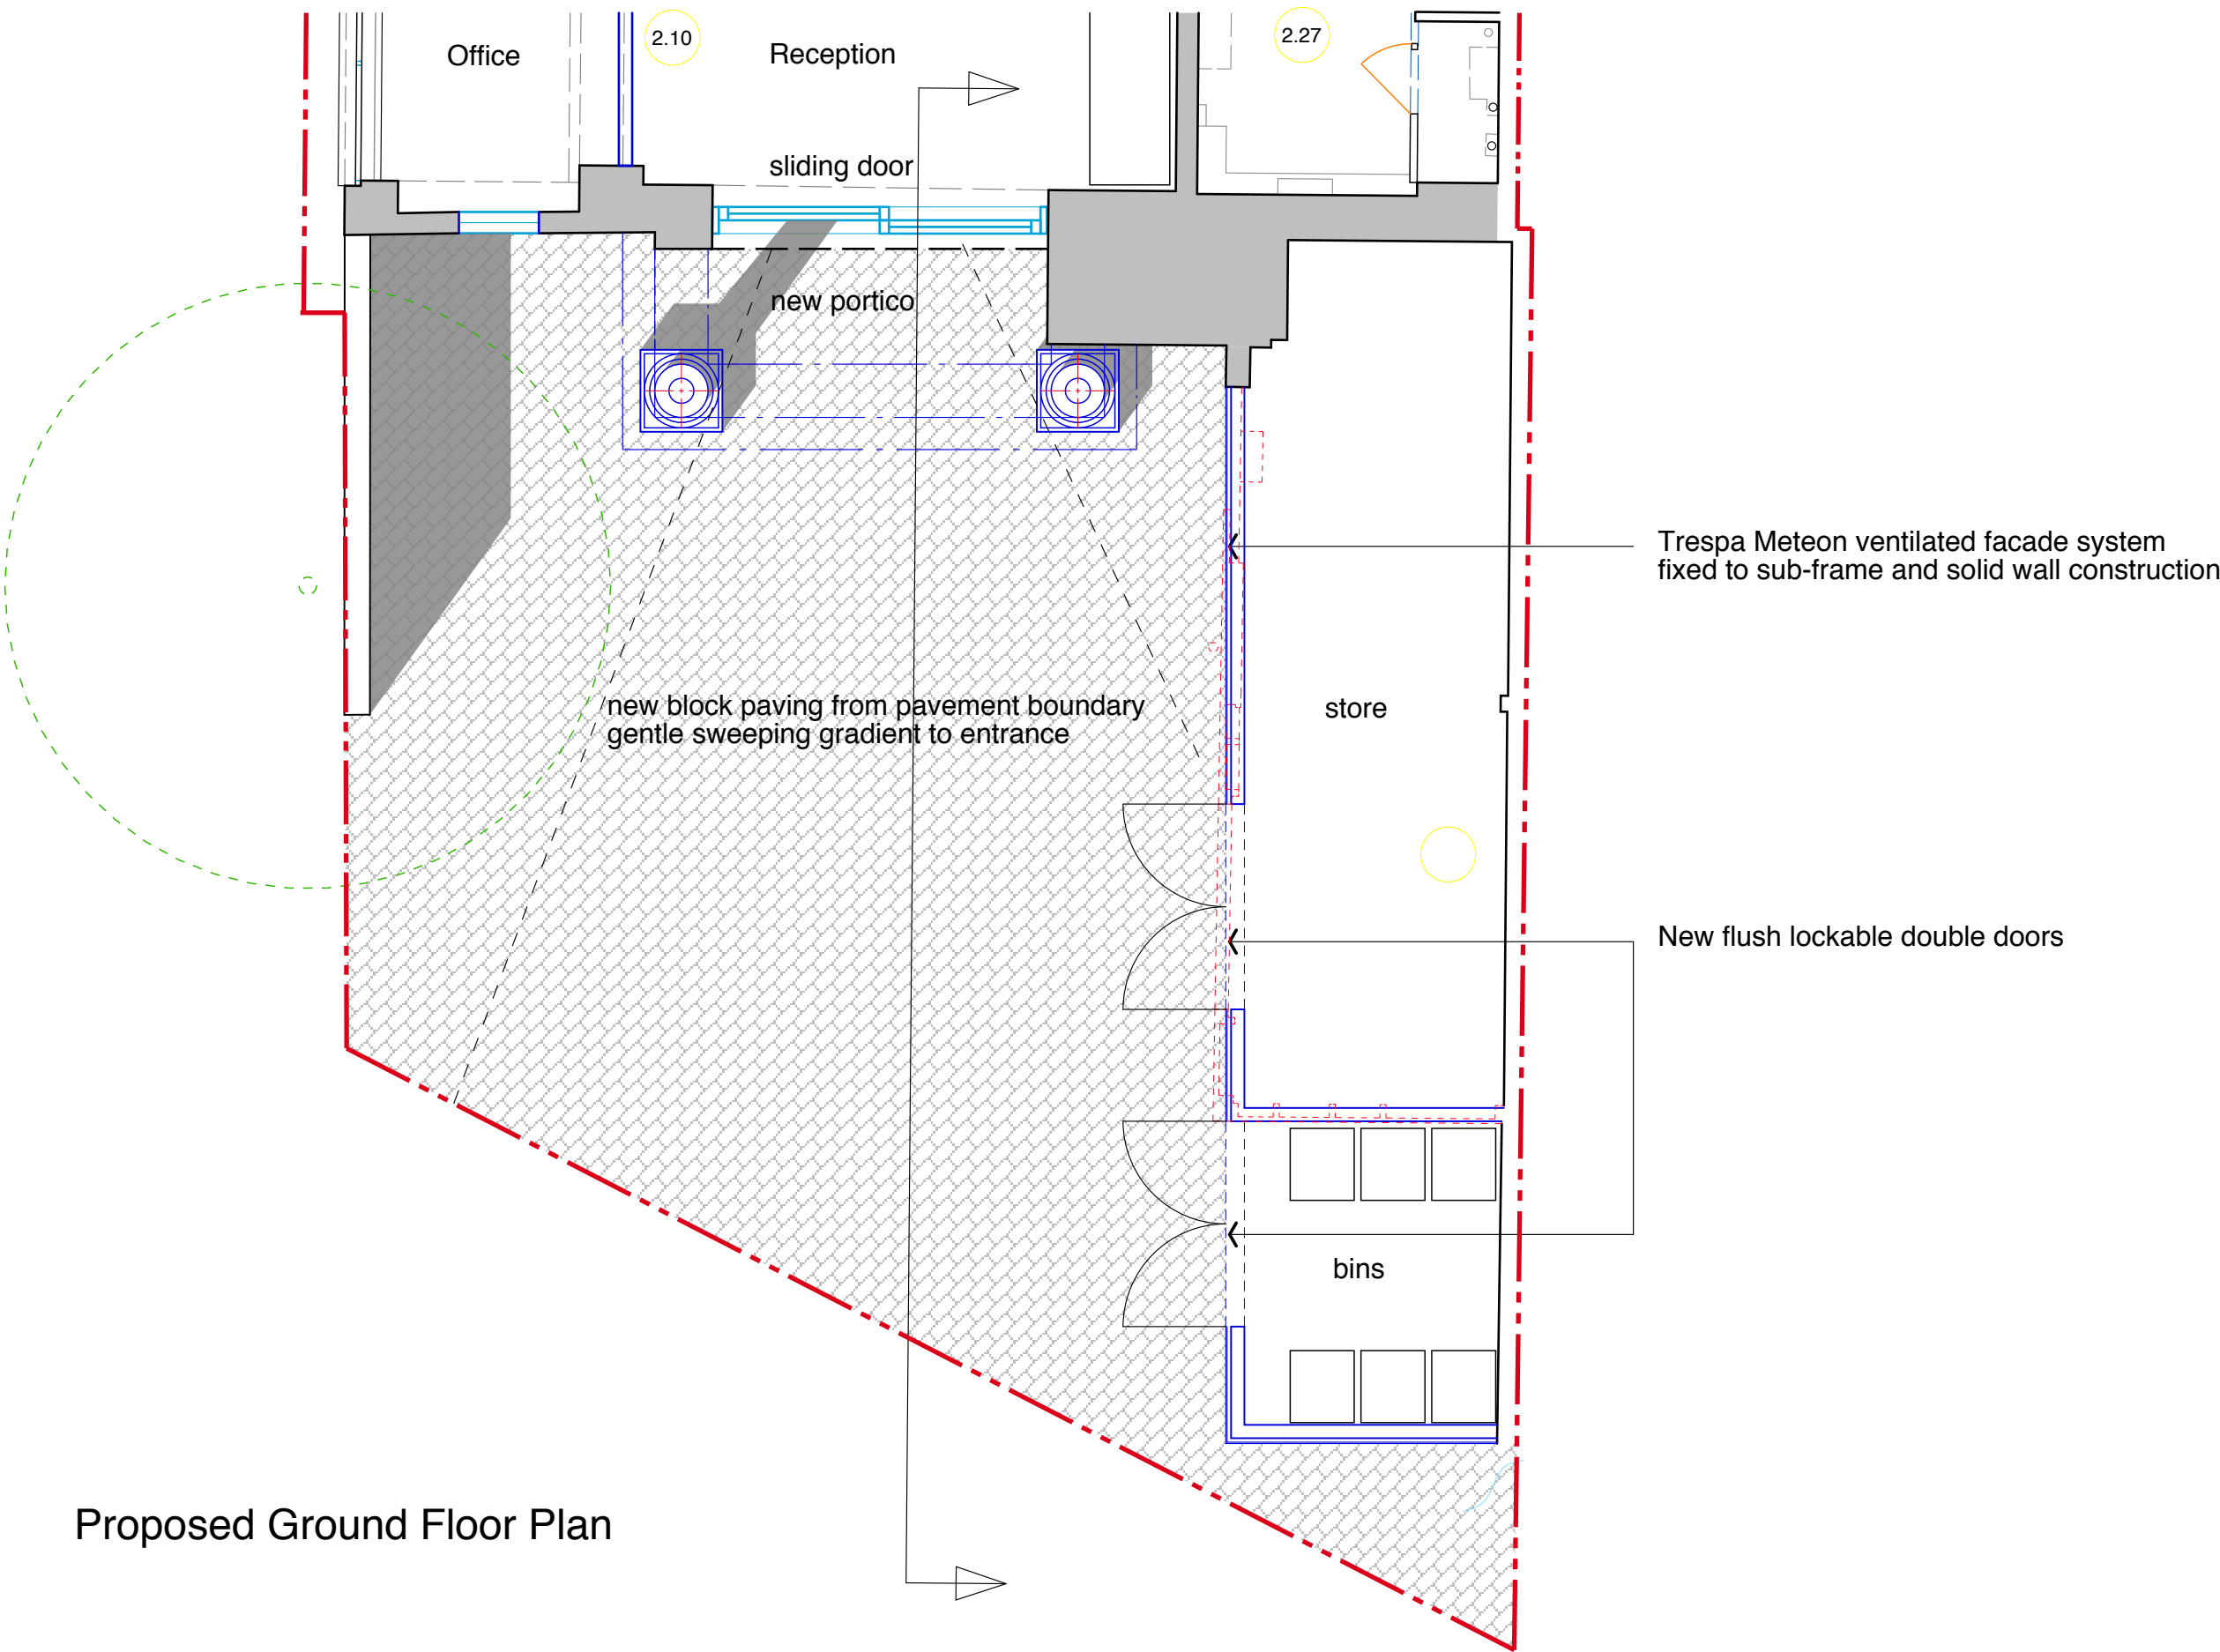 Office
2.10
Reception
2.27
sliding door
new portico
Trespa Meteon ventilated facade system
fixed to sub-frame and solid wall construction
new block paving from pavement boundary
gentle sweeping gradient to entrance
store
New flush lockable double doors
bins
Proposed Ground Floor Plan